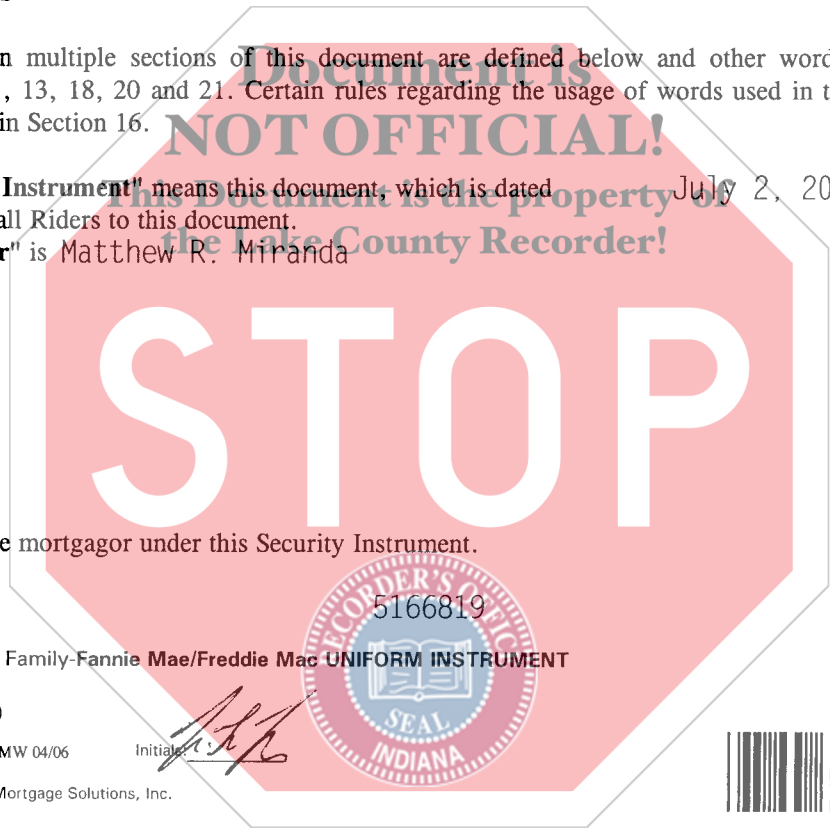 n multiple sections of this document are defined below and other word
, 13, 18, 20 and 21. Certain rules regarding the usage of words used in t
in Section 16.
Document is
NOT OFFICIAL!
This Document is the property of
the Lake County Recorder!
Instrument" means this document, which is dated July 2, 20
all Riders to this document.
r" is Matthew R. Miranda
STOP
e mortgagor under this Security Instrument.
5166819
RECORDER'S OFFICE
SEAL
INDIANA
Family-Fannie Mae/Freddie Mac UNIFORM INSTRUMENT
)
MW 04/06 Initials:
Mortgage Solutions, Inc.